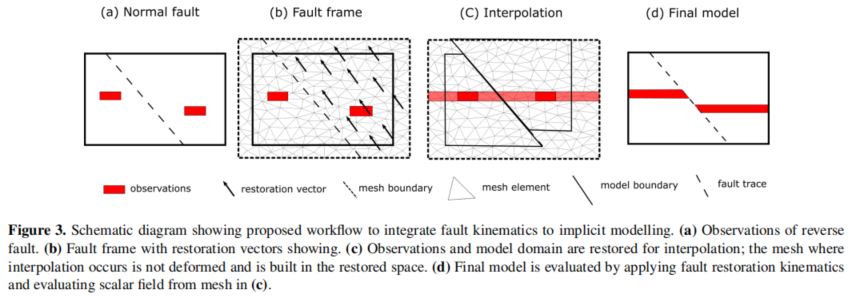 (a) Normal fault
(b) Fault frame
(C) Interpolation
(d) Final model
observations
restoration vector
mesh boundary
mesh element
model boundary
fault trace
Figure 3. Schematic diagram showing proposed workflow to integrate fault kinematics to implicit modelling. (a) Observations of reverse
fault. (b) Fault frame with restoration vectors showing. (c) Observations and model domain are restored for interpolation; the mesh where
interpolation occurs is not deformed and is built in the restored space. (d) Final model is evaluated by applying fault restoration kinematics
and evaluating scalar field from mesh in (c).